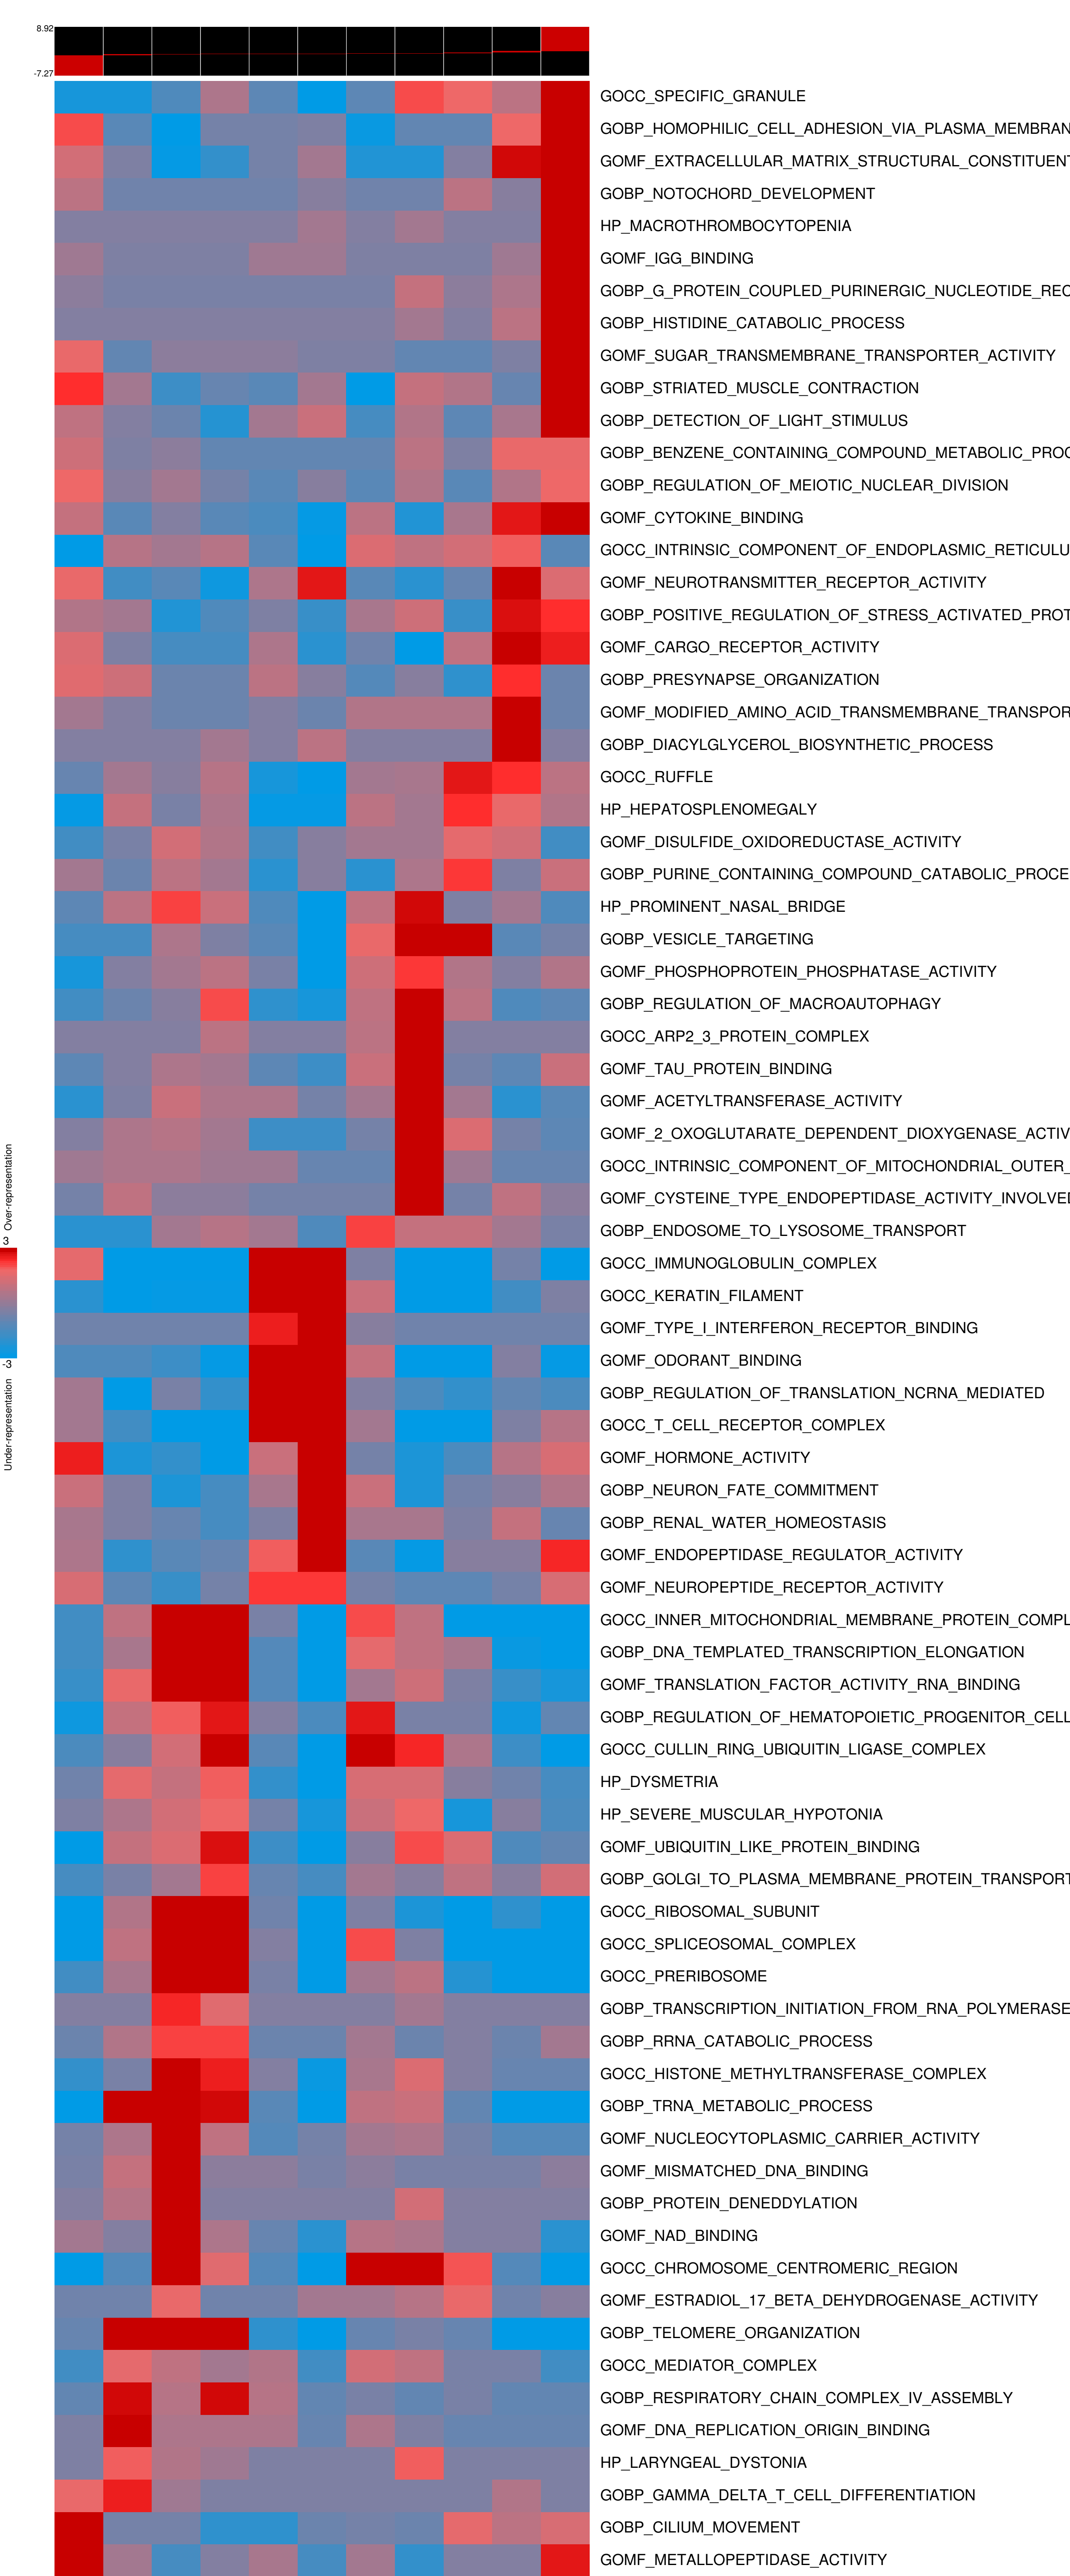 8.92
-7.27
GOCC_SPECIFIC_GRANULE
GOBP_HOMOPHILIC_CELL_ADHESION_VIA_PLASMA_MEMBRAN
GOMF_EXTRACELLULAR_MATRIX_STRUCTURAL_CONSTITUENT
GOBP_NOTOCHORD_DEVELOPMENT
HP_MACROTHROMBOCYTOPENIA
GOMF_IGG_BINDING
GOBP_G_PROTEIN_COUPLED_PURINERGIC_NUCLEOTIDE_REC
GOBP_HISTIDINE_CATABOLIC_PROCESS
GOMF_SUGAR_TRANSMEMBRANE_TRANSPORTER_ACTIVITY
GOBP_STRIATED_MUSCLE_CONTRACTION
GOBP_DETECTION_OF_LIGHT_STIMULUS
GOBP_BENZENE_CONTAINING_COMPOUND_METABOLIC_PROC
GOBP_REGULATION_OF_MEIOTIC_NUCLEAR_DIVISION
GOMF_CYTOKINE_BINDING
GOCC_INTRINSIC_COMPONENT_OF_ENDOPLASMIC_RETICULU
GOMF_NEUROTRANSMITTER_RECEPTOR_ACTIVITY
GOBP_POSITIVE_REGULATION_OF_STRESS_ACTIVATED_PROT
GOMF_CARGO_RECEPTOR_ACTIVITY
GOBP_PRESYNAPSE_ORGANIZATION
GOMF_MODIFIED_AMINO_ACID_TRANSMEMBRANE_TRANSPOR
GOBP_DIACYLGLYCEROL_BIOSYNTHETIC_PROCESS
GOCC_RUFFLE
HP_HEPATOSPLENOMEGALY
GOMF_DISULFIDE_OXIDOREDUCTASE_ACTIVITY
GOBP_PURINE_CONTAINING_COMPOUND_CATABOLIC_PROCE
HP_PROMINENT_NASAL_BRIDGE
GOBP_VESICLE_TARGETING
GOMF_PHOSPHOPROTEIN_PHOSPHATASE_ACTIVITY
GOBP_REGULATION_OF_MACROAUTOPHAGY
GOCC_ARP2_3_PROTEIN_COMPLEX
GOMF_TAU_PROTEIN_BINDING
GOMF_ACETYLTRANSFERASE_ACTIVITY
GOMF_2_OXOGLUTARATE_DEPENDENT_DIOXYGENASE_ACTIV
GOCC_INTRINSIC_COMPONENT_OF_MITOCHONDRIAL_OUTER_
GOMF_CYSTEINE_TYPE_ENDOPEPTIDASE_ACTIVITY_INVOLVED
GOBP_ENDOSOME_TO_LYSOSOME_TRANSPORT
GOCC_IMMUNOGLOBULIN_COMPLEX
GOCC_KERATIN_FILAMENT
GOMF_TYPE_I_INTERFERON_RECEPTOR_BINDING
GOMF_ODORANT_BINDING
GOBP_REGULATION_OF_TRANSLATION_NCRNA_MEDIATED
GOCC_T_CELL_RECEPTOR_COMPLEX
GOMF_HORMONE_ACTIVITY
GOBP_NEURON_FATE_COMMITMENT
GOBP_RENAL_WATER_HOMEOSTASIS
GOMF_ENDOPEPTIDASE_REGULATOR_ACTIVITY
GOMF_NEUROPEPTIDE_RECEPTOR_ACTIVITY
GOCC_INNER_MITOCHONDRIAL_MEMBRANE_PROTEIN_COMPL
GOBP_DNA_TEMPLATED_TRANSCRIPTION_ELONGATION
GOMF_TRANSLATION_FACTOR_ACTIVITY_RNA_BINDING
GOBP_REGULATION_OF_HEMATOPOIETIC_PROGENITOR_CELL
GOCC_CULLIN_RING_UBIQUITIN_LIGASE_COMPLEX
HP_DYSMETRIA
HP_SEVERE_MUSCULAR_HYPOTONIA
GOMF_UBIQUITIN_LIKE_PROTEIN_BINDING
GOBP_GOLGI_TO_PLASMA_MEMBRANE_PROTEIN_TRANSPORT
GOCC_RIBOSOMAL_SUBUNIT
GOCC_SPLICEOSOMAL_COMPLEX
GOCC_PRERIBOSOME
GOBP_TRANSCRIPTION_INITIATION_FROM_RNA_POLYMERASE
GOBP_RRNA_CATABOLIC_PROCESS
GOCC_HISTONE_METHYLTRANSFERASE_COMPLEX
GOBP_TRNA_METABOLIC_PROCESS
GOMF_NUCLEOCYTOPLASMIC_CARRIER_ACTIVITY
GOMF_MISMATCHED_DNA_BINDING
GOBP_PROTEIN_DENEDDYLATION
GOMF_NAD_BINDING
GOCC_CHROMOSOME_CENTROMERIC_REGION
GOMF_ESTRADIOL_17_BETA_DEHYDROGENASE_ACTIVITY
GOBP_TELOMERE_ORGANIZATION
GOCC_MEDIATOR_COMPLEX
GOBP_RESPIRATORY_CHAIN_COMPLEX_IV_ASSEMBLY
GOMF_DNA_REPLICATION_ORIGIN_BINDING
HP_LARYNGEAL_DYSTONIA
GOBP_GAMMA_DELTA_T_CELL_DIFFERENTIATION
GOBP_CILIUM_MOVEMENT
GOMF_METALLOPEPTIDASE_ACTIVITY
Over-representation
3
-3
Under-representation